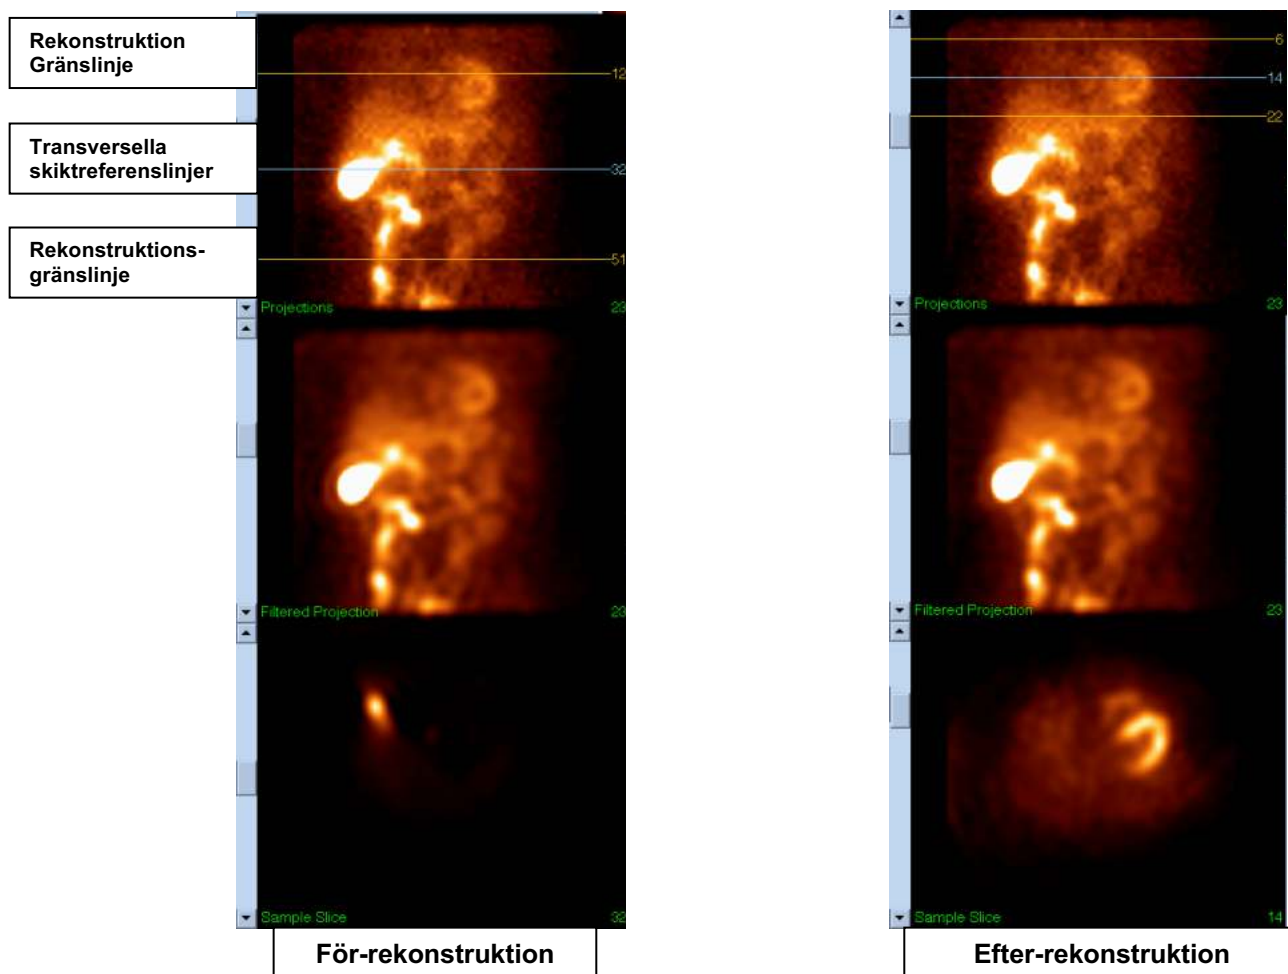 Rekonstruktion
Gränslinje
Transversella
skiktreferenslinjer
Rekonstruktions-
gränslinje
12
32
51
Projections 23
Filtered Projection 23
Sample Slice 32
För-rekonstruktion
6
14
22
Projections 23
Filtered Projection 23
Sample Slice 14
Efter-rekonstruktion